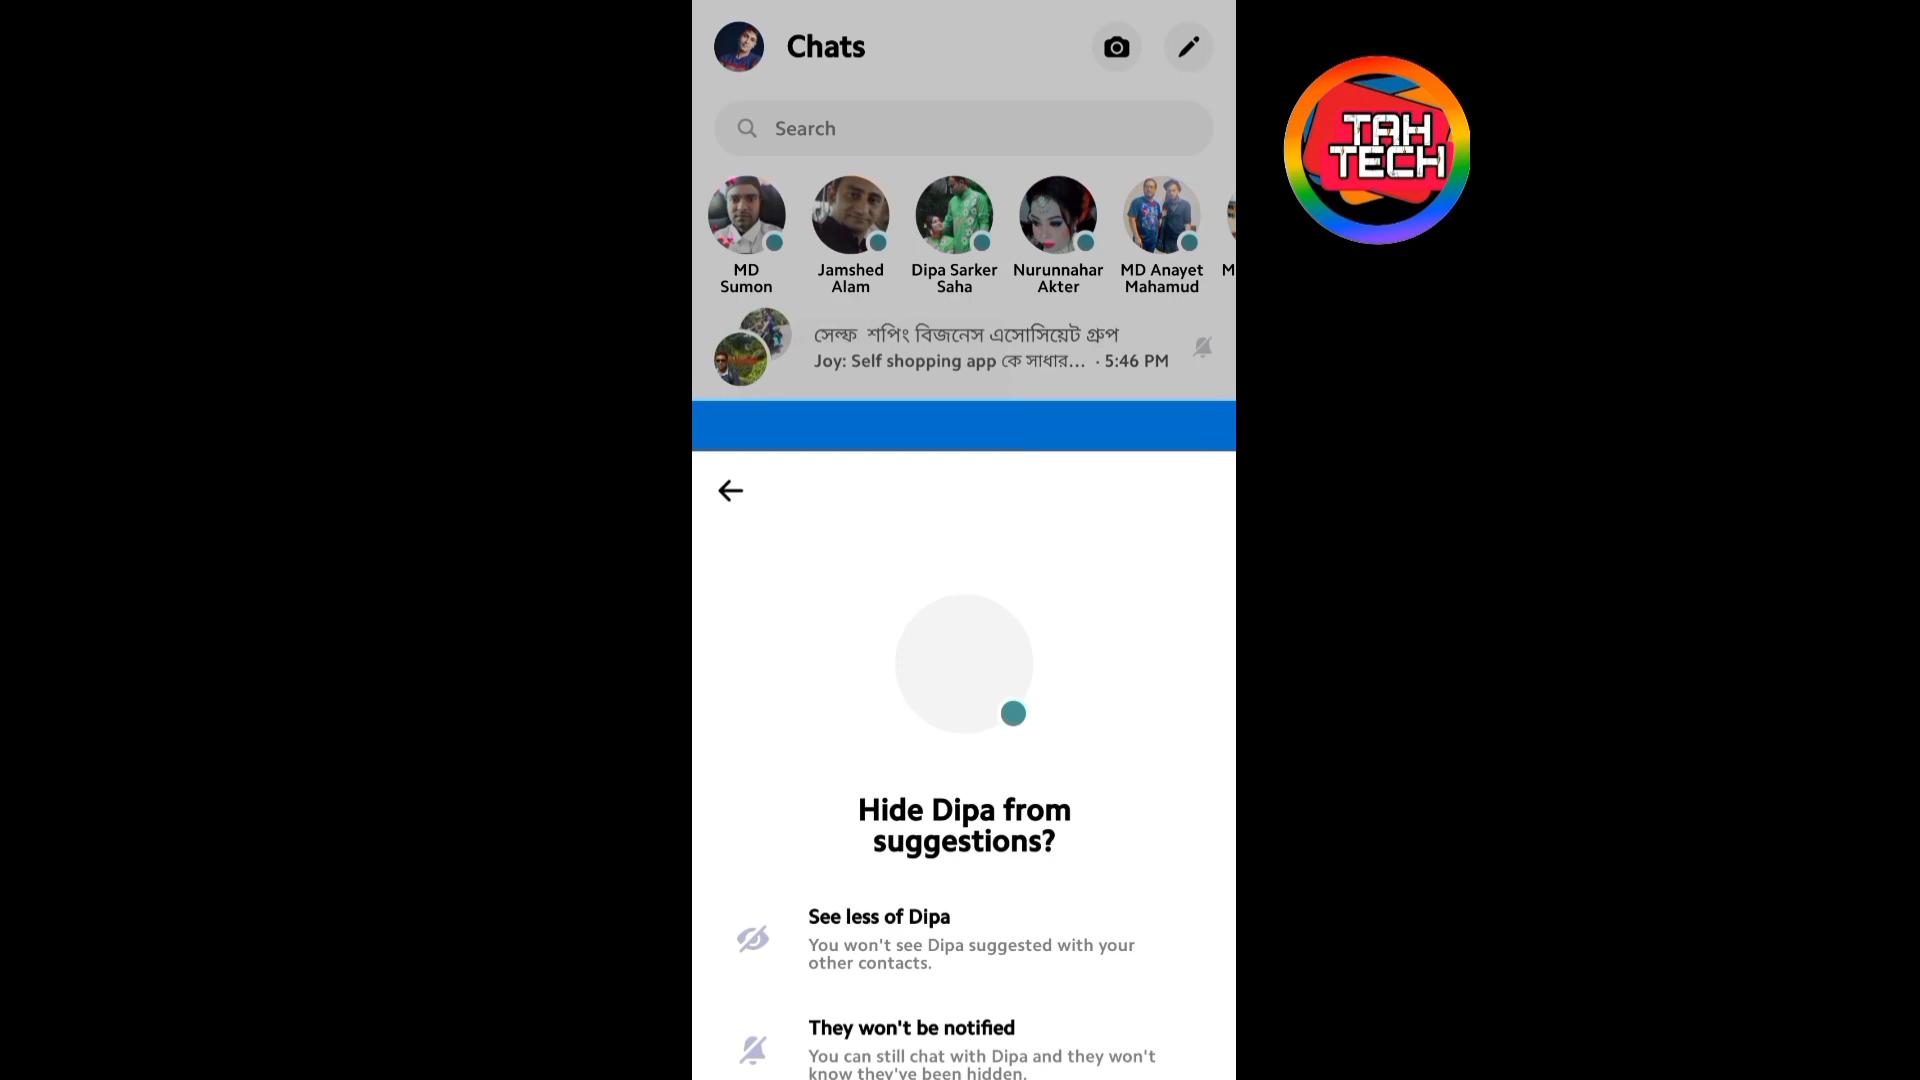 Chats
TAH
TECH
Search
MD
Sumon
Jamshed
Alam
Dipa Sarker
Saha
Nurunnahar
Akter
MD Anayet
Mahamud
M
সেল্ফ শপিং বিজনেস এসোসিয়েট গ্রুপ
Joy: Self shopping app কে সাধার... · 5:46 PM
Hide Dipa from
suggestions?
See less of Dipa
You won't see Dipa suggested with your
other contacts.
They won't be notified
You can still chat with Dipa and they won't
know they've been hidden.